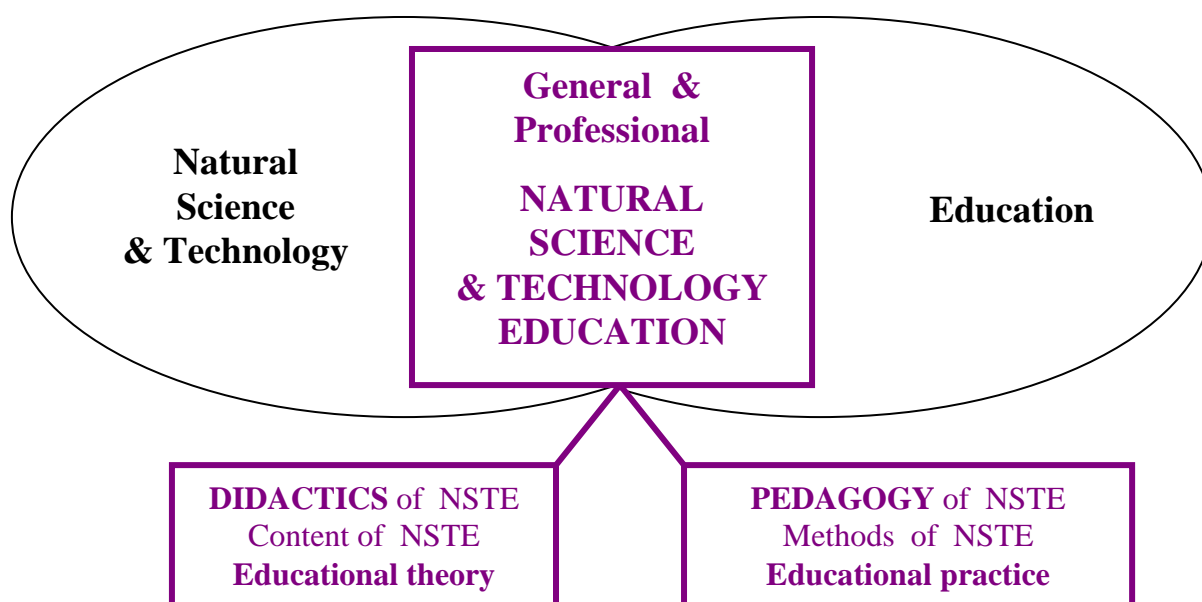 General & 
Professional
NATURAL
SCIENCE
& TECHNOLOGY
EDUCATION
Natural
Science
& Technology
Education
DIDACTICS of NSTE
Content of NSTE
Educational theory
PEDAGOGY of NSTE
Methods of NSTE
Educational practice